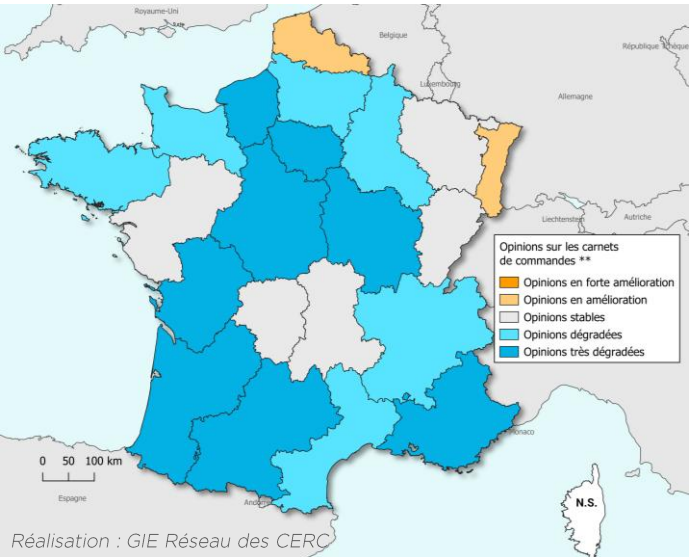 Royaume-Uni
Belgique
République Tchèque
Luxembourg
Allemagne
Liechtenstein
Autriche
Opinions sur les carnets
de commandes **
Opinions en forte amélioration
Opinions en amélioration
Opinions stables
Opinions dégradées
Opinions très dégradées
Monaco
0 50 100 km
Espagne
N.S.
Réalisation : GIE Réseau des CERC